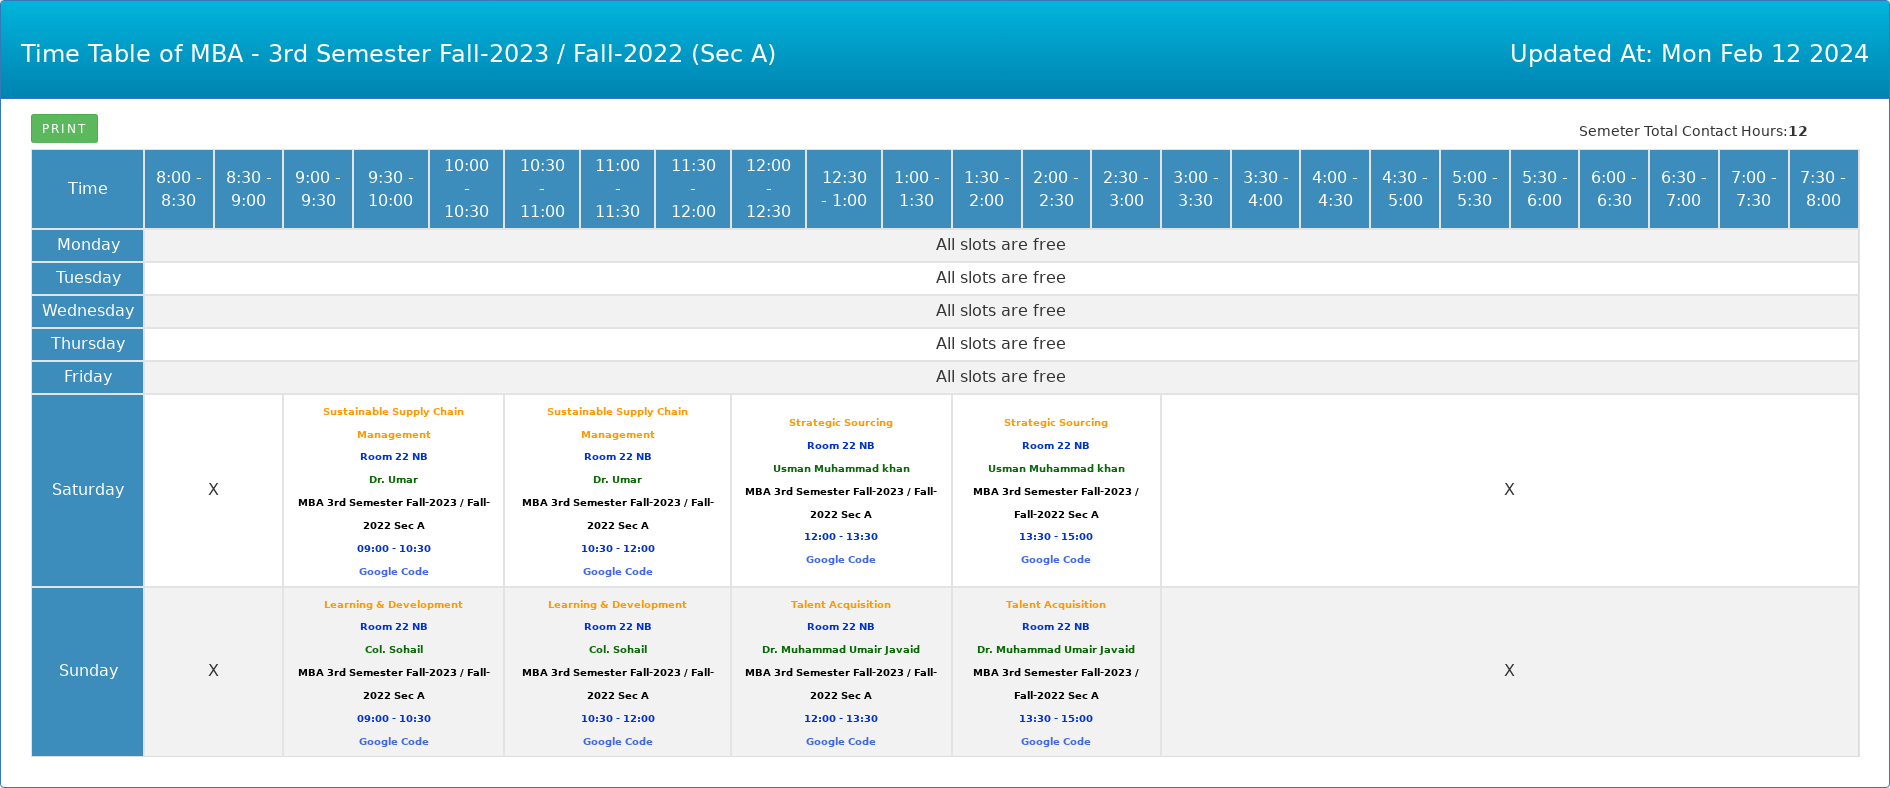 Time Table of MBA - 3rd Semester Fall-2023 / Fall-2022 (Sec A)
Updated At: Mon Feb 12 2024
PRINT
Semeter Total Contact Hours:12
Time
8:00 -
8:30
8:30 -
9:00
9:00 -
9:30
9:30 -
10:00
10:00
-
10:30
10:30
-
11:00
11:00
-
11:30
11:30
-
12:00
12:00
-
12:30
12:30
- 1:00
1:00 -
1:30
1:30 -
2:00
2:00 -
2:30
2:30 -
3:00
3:00 -
3:30
3:30 -
4:00
4:00 -
4:30
4:30 -
5:00
5:00 -
5:30
5:30 -
6:00
6:00 -
6:30
6:30 -
7:00
7:00 -
7:30
7:30 -
8:00
Monday
All slots are free
Tuesday
All slots are free
Wednesday
All slots are free
Thursday
All slots are free
Friday
All slots are free
Saturday
X
Sustainable Supply Chain
Management
Room 22 NB
Dr. Umar
MBA 3rd Semester Fall-2023 / Fall-
2022 Sec A
09:00 - 10:30
Google Code
Sustainable Supply Chain
Management
Room 22 NB
Dr. Umar
MBA 3rd Semester Fall-2023 / Fall-
2022 Sec A
10:30 - 12:00
Google Code
Strategic Sourcing
Room 22 NB
Usman Muhammad khan
MBA 3rd Semester Fall-2023 / Fall-
2022 Sec A
12:00 - 13:30
Google Code
Strategic Sourcing
Room 22 NB
Usman Muhammad khan
MBA 3rd Semester Fall-2023 /
Fall-2022 Sec A
13:30 - 15:00
Google Code
X
Sunday
X
Learning & Development
Room 22 NB
Col. Sohail
MBA 3rd Semester Fall-2023 / Fall-
2022 Sec A
09:00 - 10:30
Google Code
Learning & Development
Room 22 NB
Col. Sohail
MBA 3rd Semester Fall-2023 / Fall-
2022 Sec A
10:30 - 12:00
Google Code
Talent Acquisition
Room 22 NB
Dr. Muhammad Umair Javaid
MBA 3rd Semester Fall-2023 / Fall-
2022 Sec A
12:00 - 13:30
Google Code
Talent Acquisition
Room 22 NB
Dr. Muhammad Umair Javaid
MBA 3rd Semester Fall-2023 /
Fall-2022 Sec A
13:30 - 15:00
Google Code
X